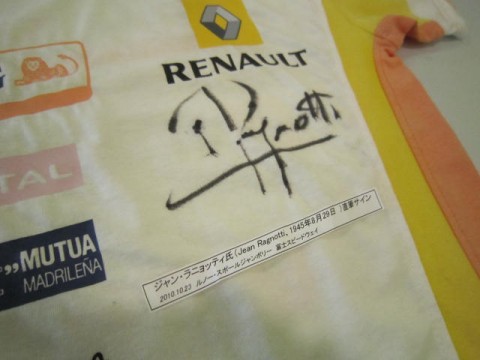 RENAULT
Ragnotti
TOTAL
MUTUA
MADRILEÑA
ジャン・ラニョッティ氏(Jean Ragnotti, 1945年8月29日 )直筆サイン
2010.10.23 ルノー・スポールジャンボリー 富士スピードウェイ